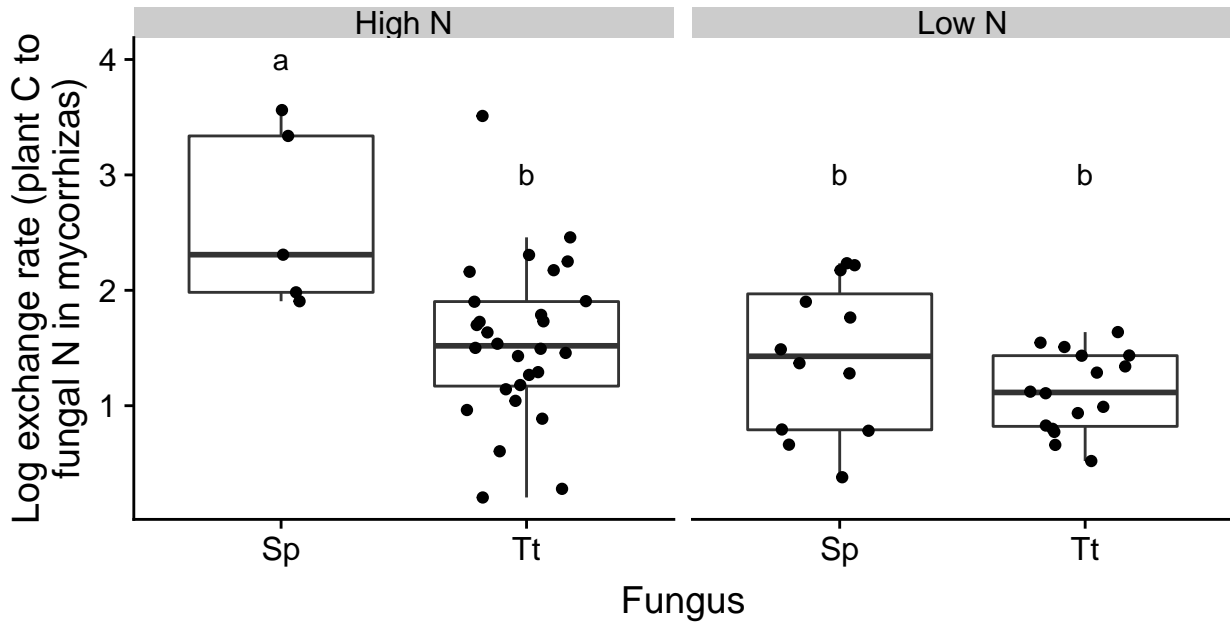 High N
Low N
Log exchange rate (plant C to
fungal N in mycorrhizas)
4
3
2
1
a
b
b
b
Sp
Tt
Sp
Tt
Fungus